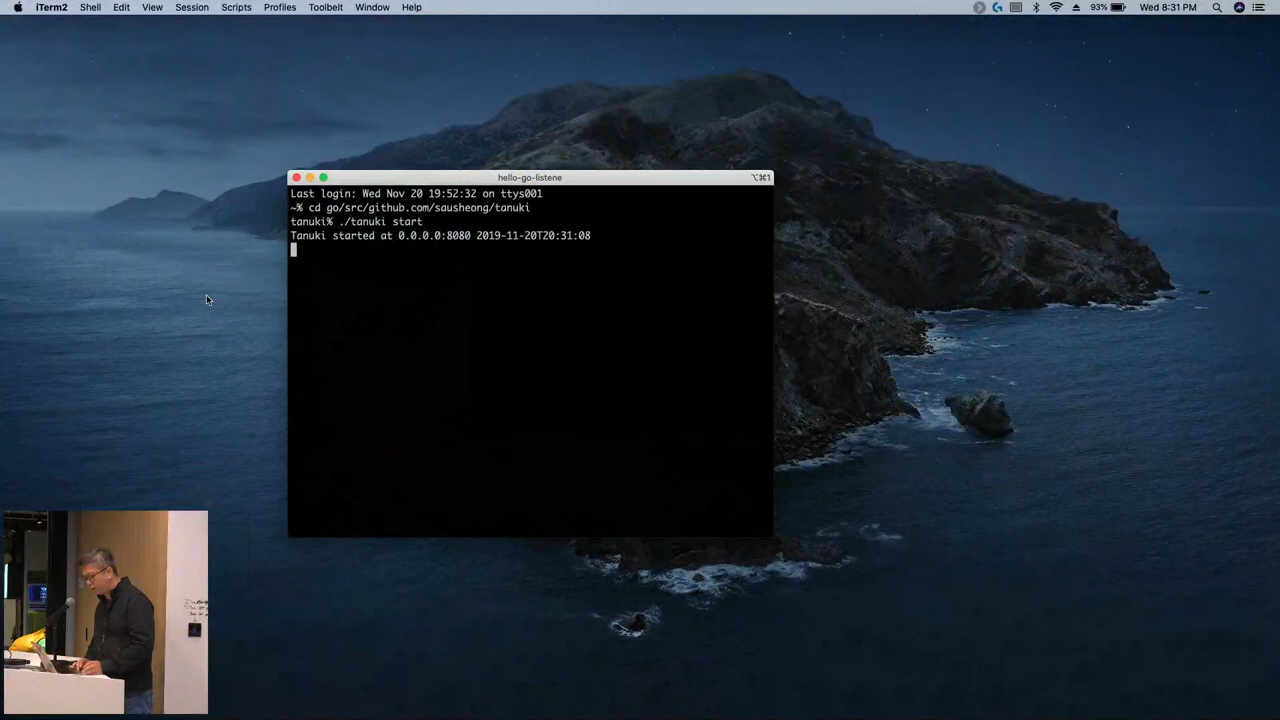 iTerm2 Shell Edit View Session Scripts Profiles Toolbelt Window Help 93% Wed 8:31 PM
hello-go-listene ⌥⌘1
Last login: Wed Nov 20 19:52:32 on ttys001
~% cd go/src/github.com/sausheong/tanuki
tanuki% ./tanuki start
Tanuki started at 0.0.0.0:8080 2019-11-20T20:31:08